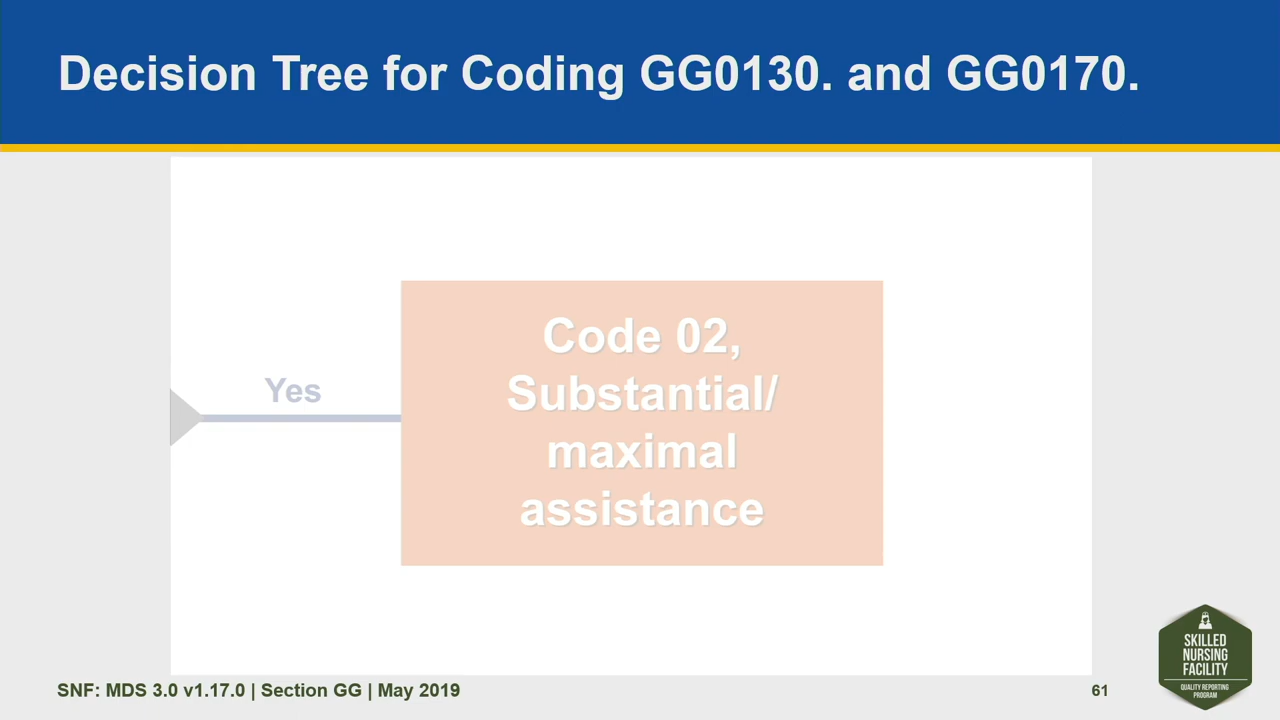 Decision Tree for Coding GG0130. and GG0170.
Yes
Code 02,
Substantial/
maximal
assistance
SNF: MDS 3.0 v1.17.0 | Section GG | May 2019
61
SKILLED
NURSING
FACILITY
QUALITY REPORTING
PROGRAM